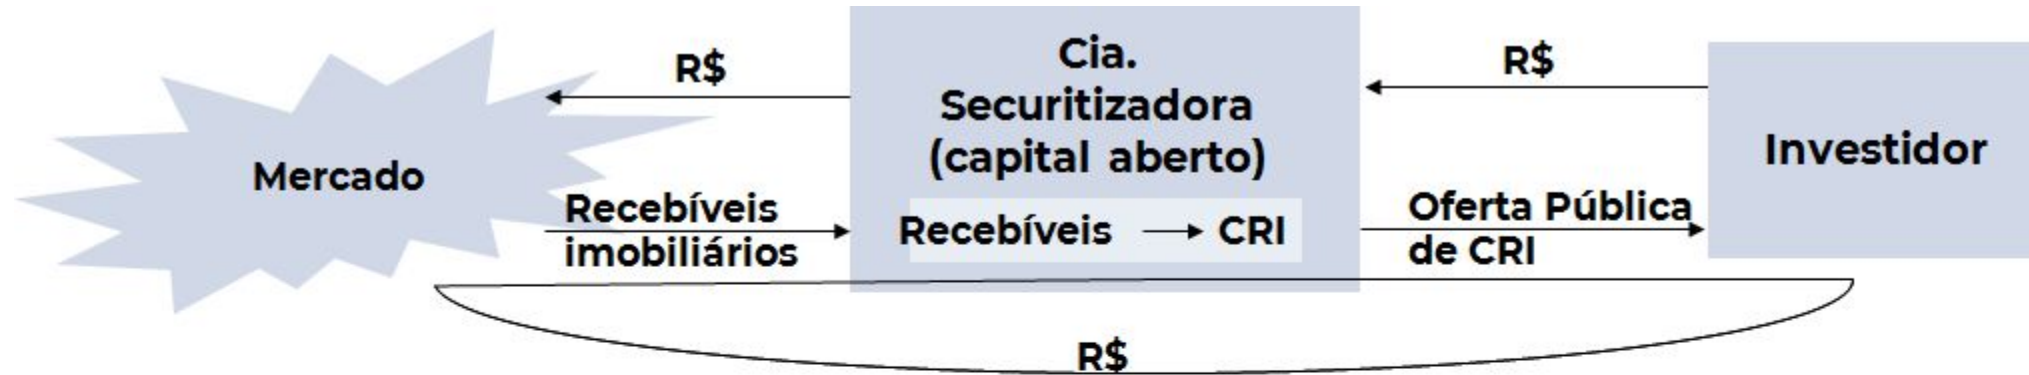 Mercado
R$
Recebíveis
imobiliários
Cia.
Securitizadora
(capital aberto)
Recebíveis → CRI
R$
Oferta Pública
de CRI
Investidor
R$